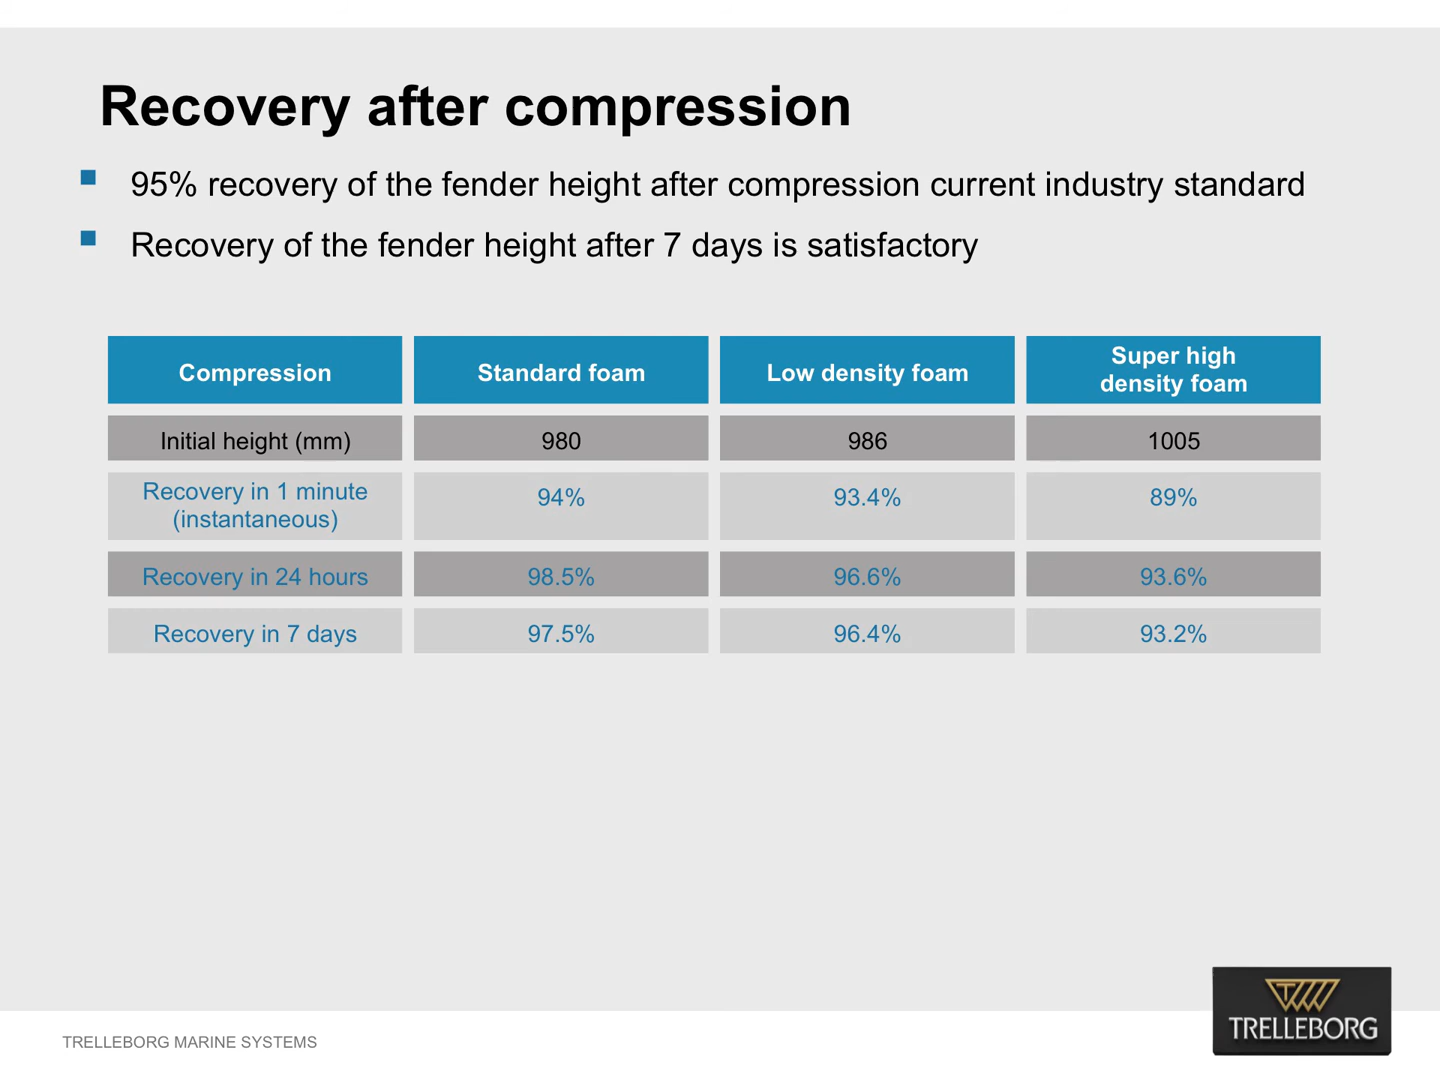 Recovery after compression
95% recovery of the fender height after compression current industry standard
Recovery of the fender height after 7 days is satisfactory
Compression Standard foam Low density foam Super high
density foam
Initial height (mm) 980 986 1005
Recovery in 1 minute
(instantaneous) 94% 93.4% 89%
Recovery in 24 hours 98.5% 96.6% 93.6%
Recovery in 7 days 97.5% 96.4% 93.2%
TRELLEBORG
TRELLEBORG MARINE SYSTEMS